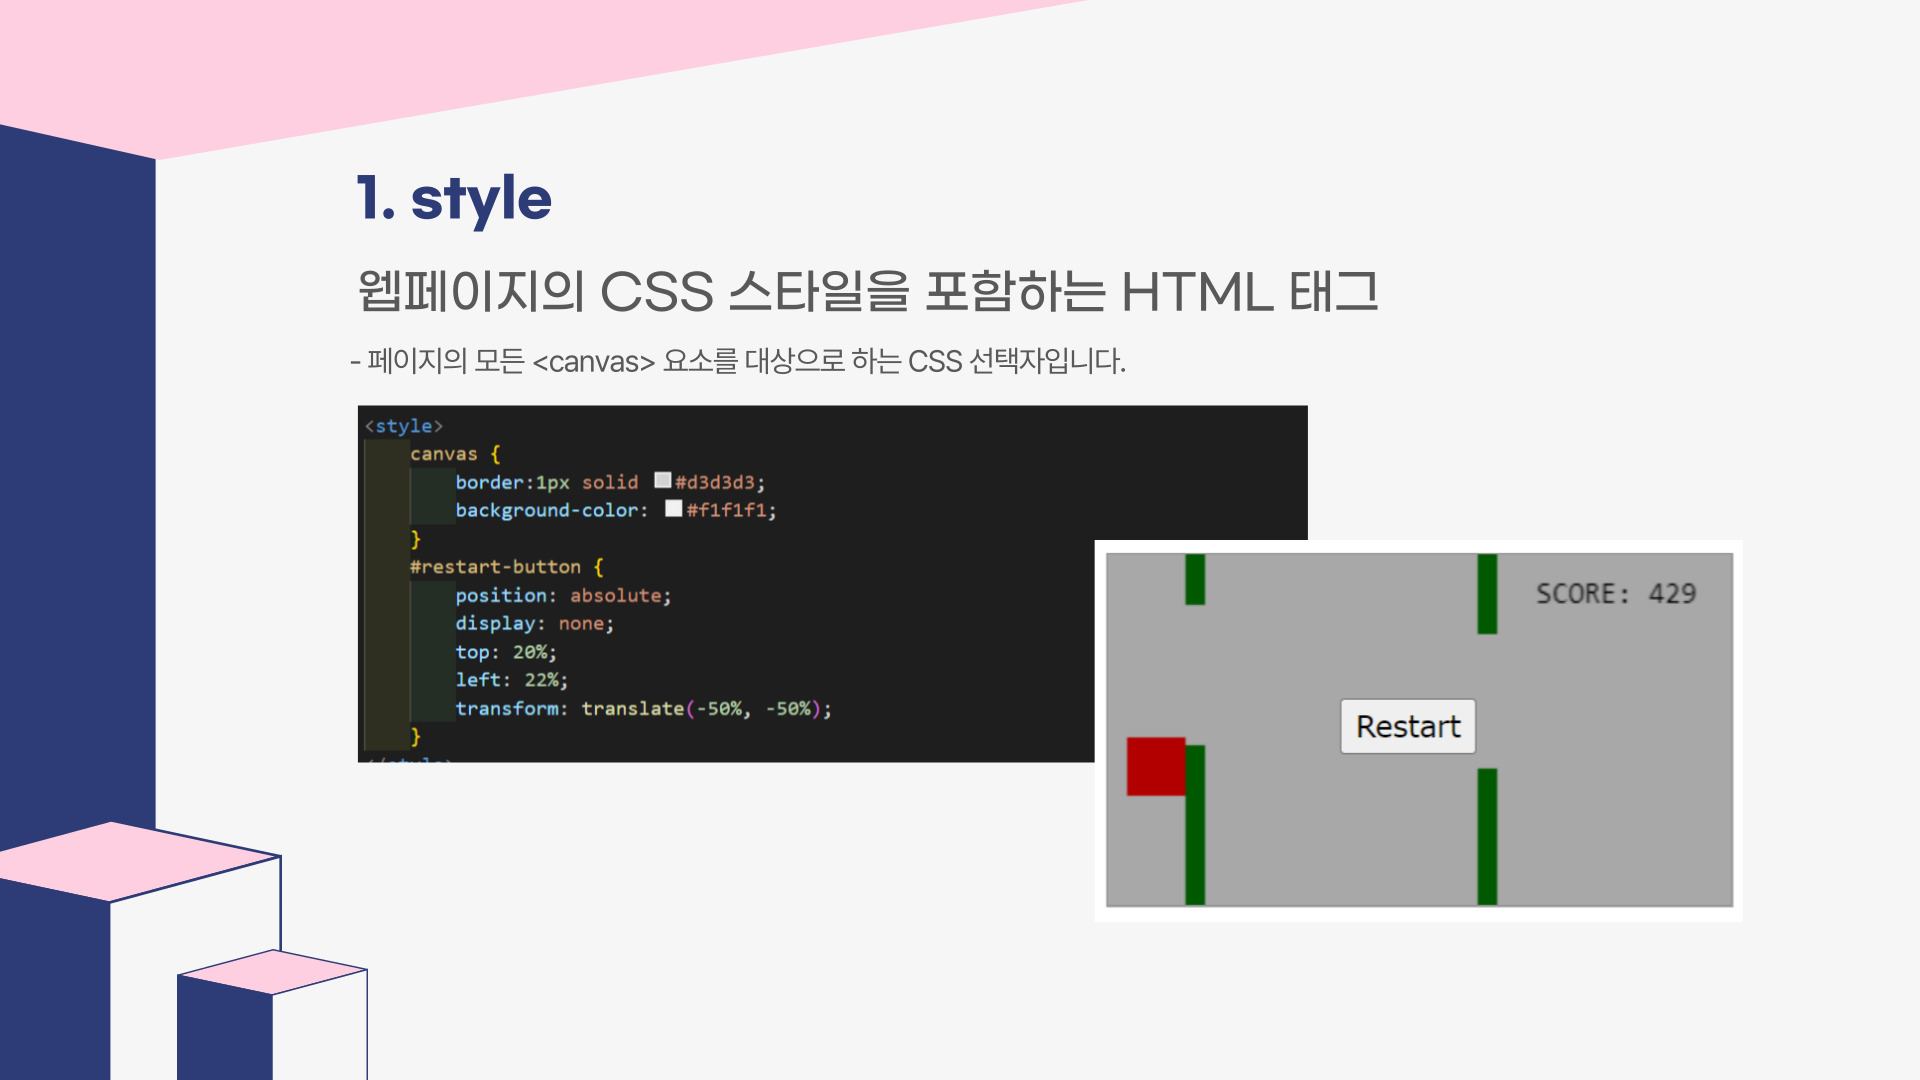 1. style
웹페이지의 CSS 스타일을 포함하는 HTML 태그
- 페이지의 모든 <canvas> 요소를 대상으로 하는 CSS 선택자입니다.
<style>
canvas {
border:1px solid #d3d3d3;
background-color: #f1f1f1;
}
#restart-button {
position: absolute;
display: none;
top: 20%;
left: 22%;
transform: translate(-50%, -50%);
}
SCORE: 429
Restart